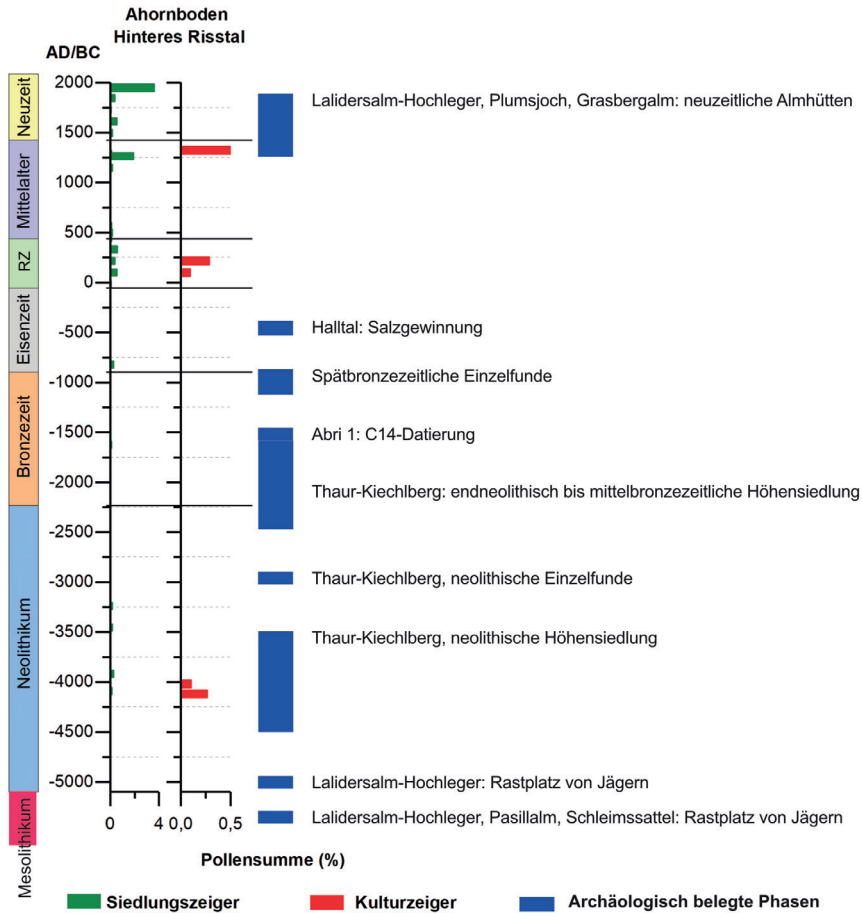 Ahornboden
Hinteres Risstal
AD/BC
Neuzeit
Mittelalter
RZ
Eisenzeit
Bronzezeit
Neolithikum
Mesolithikum
2000
1500
1000
500
0
-500
-1000
-1500
-2000
-2500
-3000
-3500
-4000
-4500
-5000
Lalidersalm-Hochleger, Plumsjoch, Grasbergalm: neuzeitliche Almhütten
Halltal: Salzgewinnung
Spätbronzezeitliche Einzelfunde
Abri 1: C14-Datierung
Thaur-Kiechlberg: endneolithisch bis mittelbronzezeitliche Höhensiedlung
Thaur-Kiechlberg, neolithische Einzelfunde
Thaur-Kiechlberg, neolithische Höhensiedlung
Lalidersalm-Hochleger: Rastplatz von Jägern
Lalidersalm-Hochleger, Pasillalm, Schleimssattel: Rastplatz von Jägern
0 4 0,0 0,5
Pollensumme (%)
Siedlungszeiger Kulturzeiger Archäologisch belegte Phasen